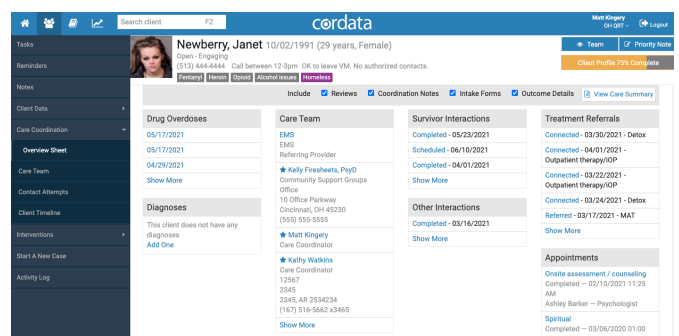 Search client F2
cordata
Matt Kingery
OH QRT
Logout
Tasks
Reminders
Notes
Client Data
Care Coordination
Overview Sheet
Care Team
Contact Attempts
Client Timeline
Interventions
Start A New Case
Activity Log
Newberry, Janet 10/02/1991 (29 years, Female)
Open - Engaging
(513) 444-4444 Call between 12-3pm OK to leave VM. No authorized contacts.
Fentanyl Heroin Opioid Alcohol issues Homeless
Team
Priority Note
Client Profile 75% Complete
Include Reviews Coordination Notes Intake Forms Outcome Details View Care Summary
Drug Overdoses
05/17/2021
05/17/2021
04/29/2021
Show More
Diagnoses
This client does not have any
diagnoses
Add One
Care Team
EMS
EMS
Referring Provider
Kelly Firesheets, PsyD
Community Support Groups
Office
10 Office Parkway
Cincinnati, OH 45230
(555) 555-5555
Matt Kingery
Care Coordinator
Kathy Watkins
Care Coordinator
12567
2345
2345, AR 2534234
(167) 516-5662 x3465
Show More
Survivor Interactions
Completed - 05/23/2021
Scheduled - 06/10/2021
Completed - 04/01/2021
Show More
Other Interactions
Completed - 03/16/2021
Show More
Treatment Referrals
Connected - 03/30/2021 - Detox
Connected - 04/01/2021 -
Outpatient therapy/iOP
Connected - 03/22/2021 -
Outpatient therapy/iOP
Connected - 03/24/2021 - Detox
Referred - 03/17/2021 - MAT
Show More
Appointments
Onsite assessment / counseling
Completed — 02/10/2021 11:25
AM
Ashley Barker — Psychologist
Spiritual
Completed — 03/06/2020 01:00